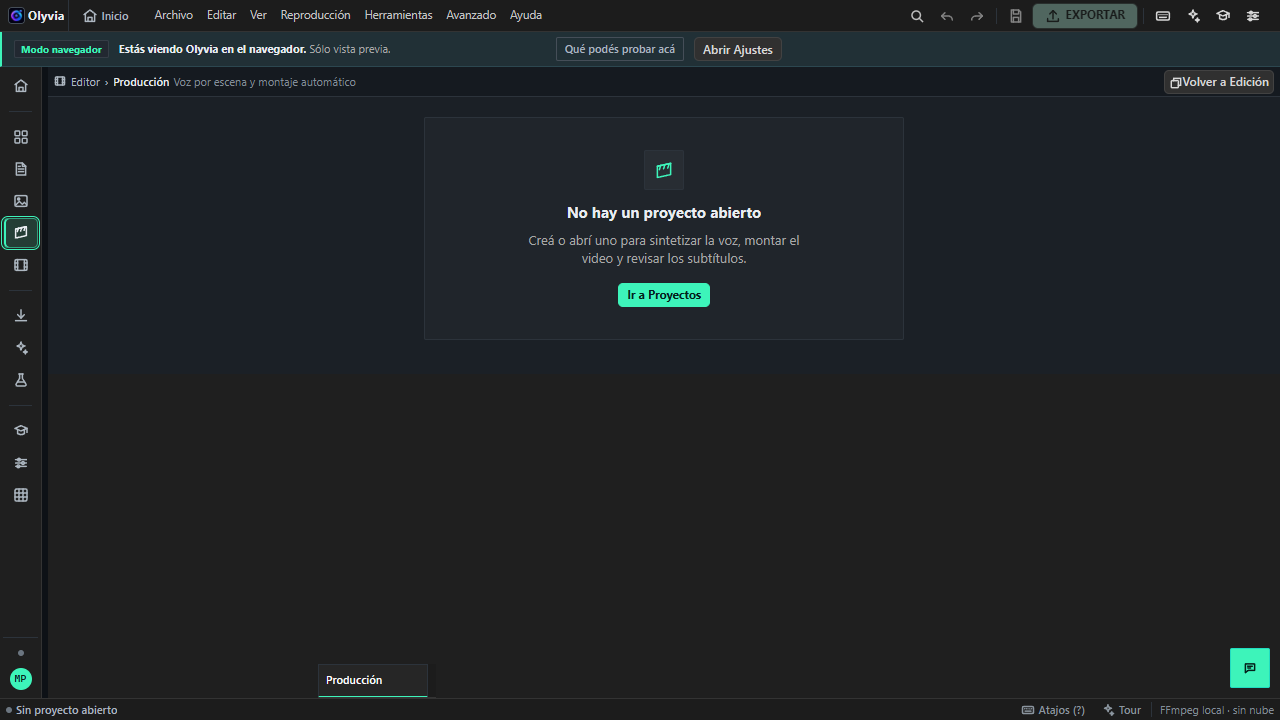 Olyvia Inicio Archivo Editar Ver Reproducción Herramientas Avanzado Ayuda EXPORTAR
Modo navegador Estás viendo Olyvia en el navegador. Sólo vista previa. Qué podés probar acá Abrir Ajustes
Editor › Producción Voz por escena y montaje automático Volver a Edición
No hay un proyecto abierto
Creá o abrí uno para sintetizar la voz, montar el
video y revisar los subtítulos.
Ir a Proyectos
Producción
MP
Sin proyecto abierto Atajos (?) Tour FFmpeg local · sin nube